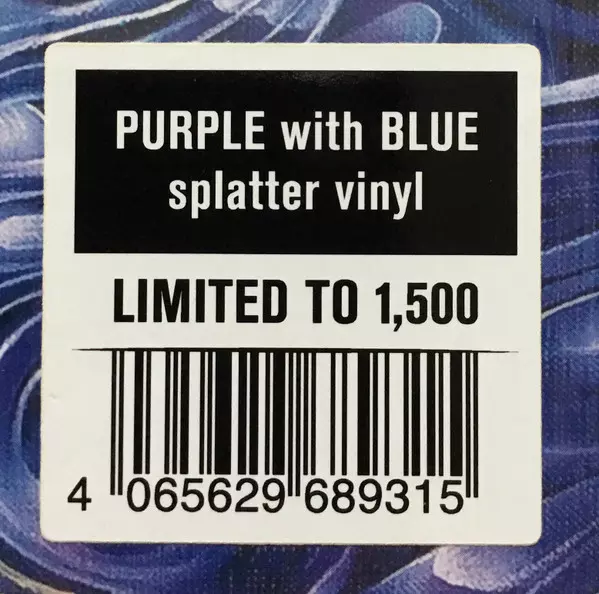 PURPLE with BLUE
splatter vinyl
LIMITED TO 1,500
4 065629 689315